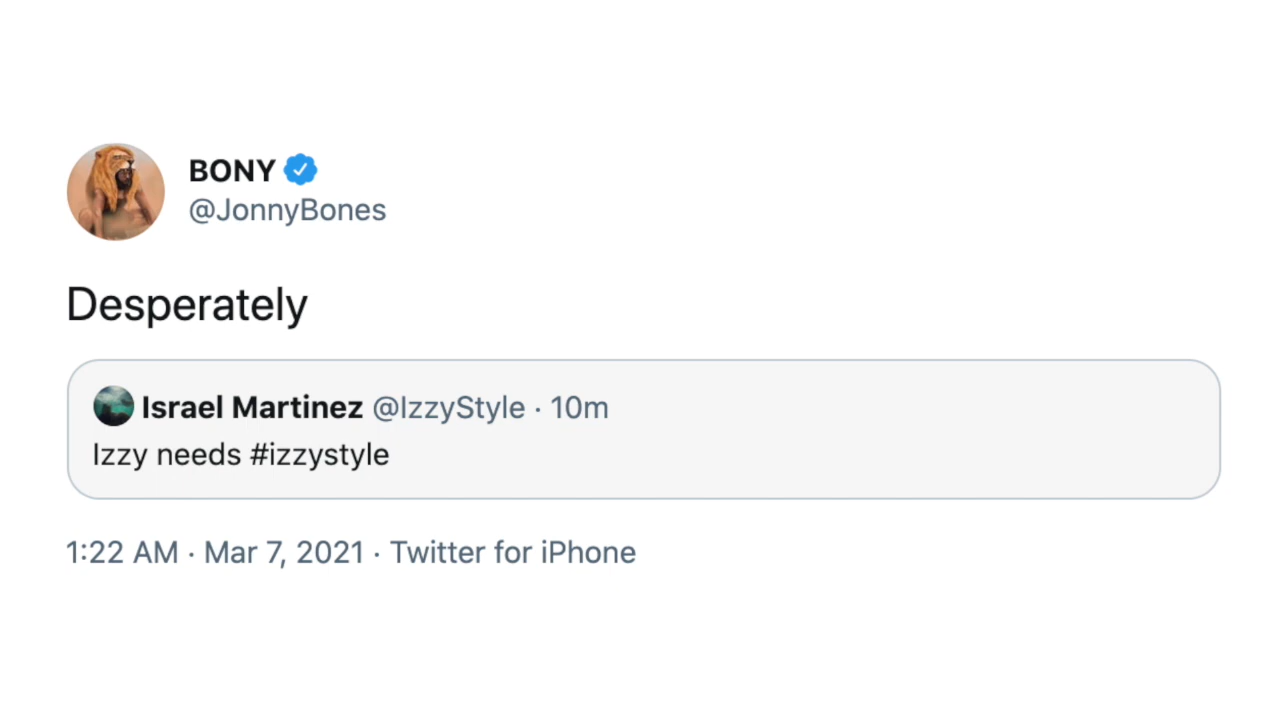 BONY
@JonnyBones
Desperately
Israel Martinez @IzzyStyle · 10m
Izzy needs #izzystyle
1:22 AM · Mar 7, 2021 · Twitter for iPhone